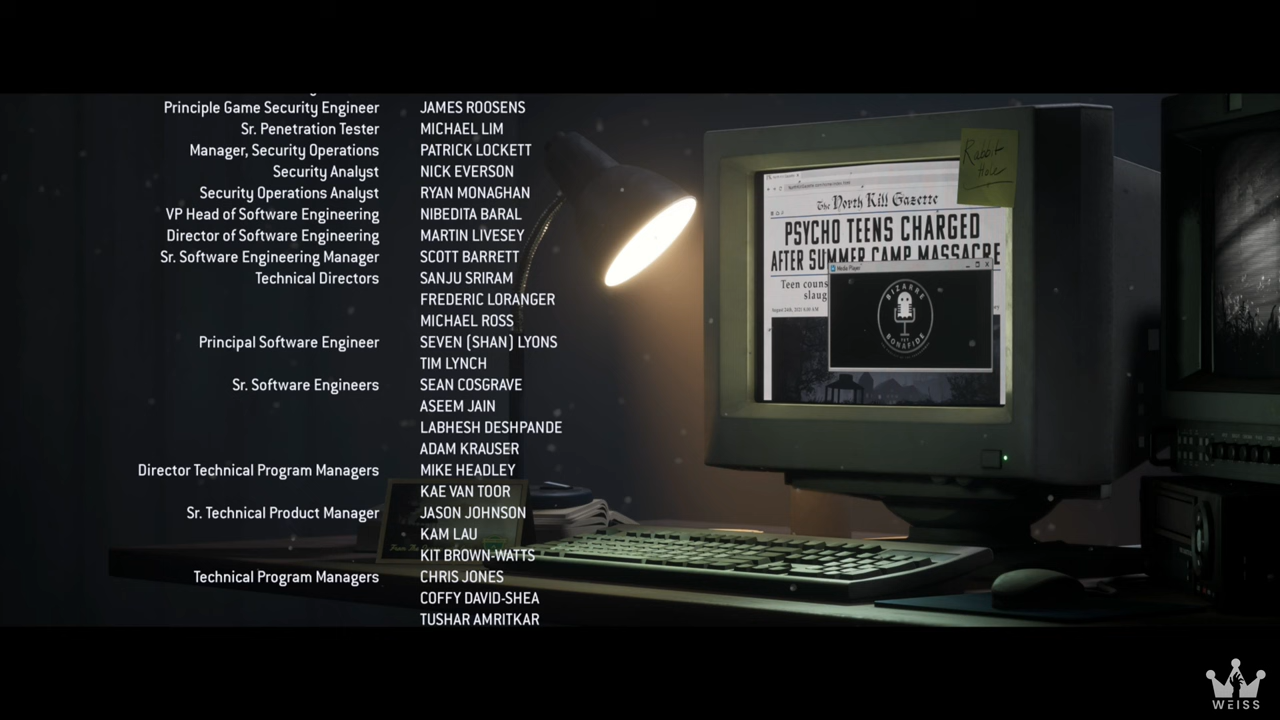 Principle Game Security Engineer JAMES ROOSENS
Sr. Penetration Tester MICHAEL LIM
Manager, Security Operations PATRICK LOCKETT
Security Analyst NICK EVERSON
Security Operations Analyst RYAN MONAGHAN
VP Head of Software Engineering NIBEDITA BARAL
Director of Software Engineering MARTIN LIVESEY
Sr. Software Engineering Manager SCOTT BARRETT
Technical Directors SANJU SRIRAM
FREDERIC LORANGER
MICHAEL ROSS
Principal Software Engineer SEVEN (SHAN) LYONS
TIM LYNCH
Sr. Software Engineers SEAN COSGRAVE
ASEEM JAIN
LABHESH DESHPANDE
ADAM KRAUSER
Director Technical Program Managers MIKE HEADLEY
KAE VAN TOOR
Sr. Technical Product Manager JASON JOHNSON
KAM LAU
KIT BROWN-WATTS
Technical Program Managers CHRIS JONES
COFFY DAVID-SHEA
TUSHAR AMRITKAR
Rabbit
Hole
The North Kill Gazette
PSYCHO TEENS CHARGED
AFTER SUMMER CAMP MASSACRE
Teen couns
slaug
Media Player
BIZARRE
YET
BONAFIDE
WEISS